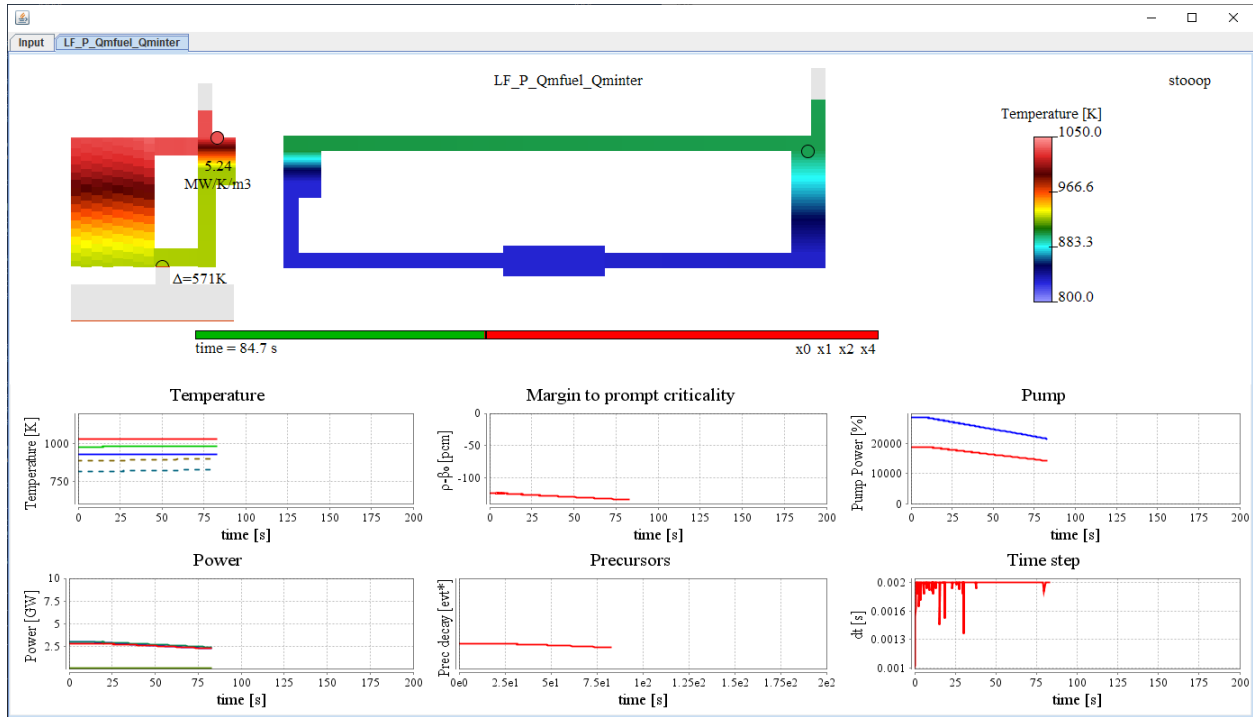 Input LF_P_Qmfuel_Qminter
LF_P_Qmfuel_Qminter
stooop
Temperature [K]
1050.0
966.6
883.3
800.0
5.24
MW/K/m3
Δ=571K
time = 84.7 s
x0 x1 x2 x4
Temperature
Temperature [K]
1000
750
0 25 50 75 100 125 150 175 200
time [s]
Margin to prompt criticality
ρ-β₀ [pcm]
0
-50
-100
0 25 50 75 100 125 150 175 200
time [s]
Pump
Pump Power [%]
20000
10000
0
0 25 50 75 100 125 150 175 200
time [s]
Power
Power [GW]
10
7.5
5
2.5
0 25 50 75 100 125 150 175 200
time [s]
Precursors
Prec decay [evt*]
0e0 2.5e1 5e1 7.5e1 1e2 1.25e2 1.5e2 1.75e2 2e2
time [s]
Time step
dt [s]
0.002
0.0016
0.0013
0.001
0 25 50 75 100 125 150 175 200
time [s]